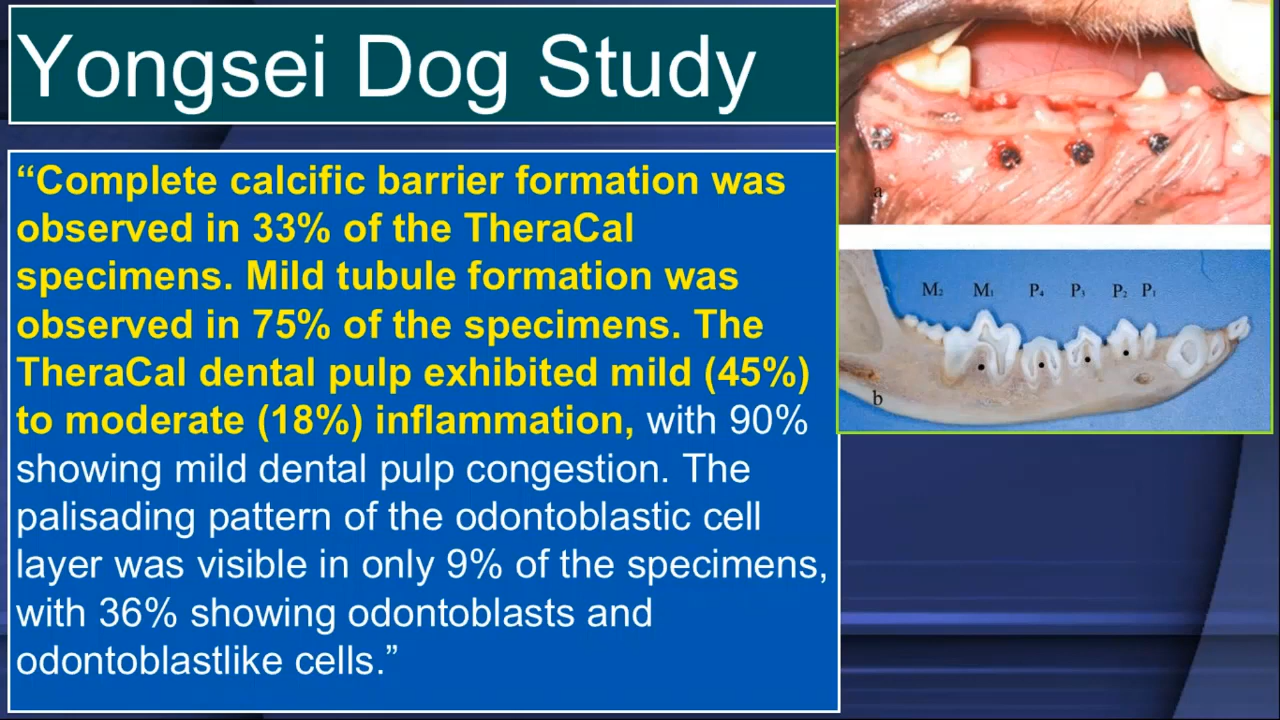 Yongsei Dog Study
“Complete calcific barrier formation was
observed in 33% of the TheraCal
specimens. Mild tubule formation was
observed in 75% of the specimens. The
TheraCal dental pulp exhibited mild (45%)
to moderate (18%) inflammation, with 90%
showing mild dental pulp congestion. The
palisading pattern of the odontoblastic cell
layer was visible in only 9% of the specimens,
with 36% showing odontoblasts and
odontoblastlike cells.”
a
M₂ M₁ P₄ P₃ P₂ P₁
b